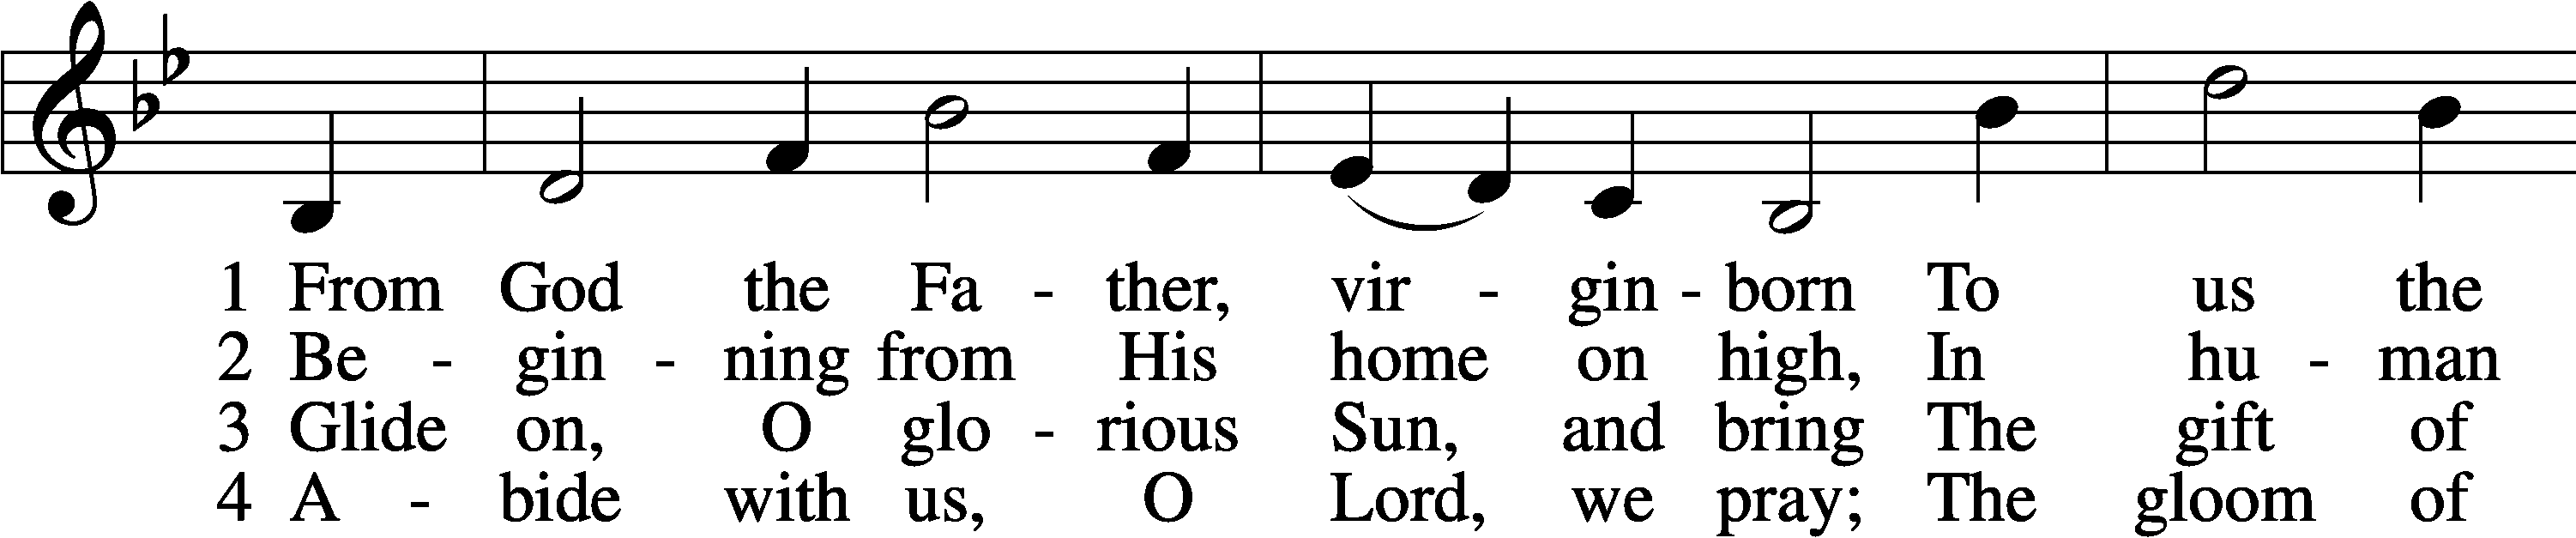 1 From God the Fa - ther, vir - gin - born To us the
2 Be - gin - ning from His home on high, In hu - man
3 Glide on, O glo - rious Sun, and bring The gift of
4 A - bide with us, O Lord, we pray; The gloom of